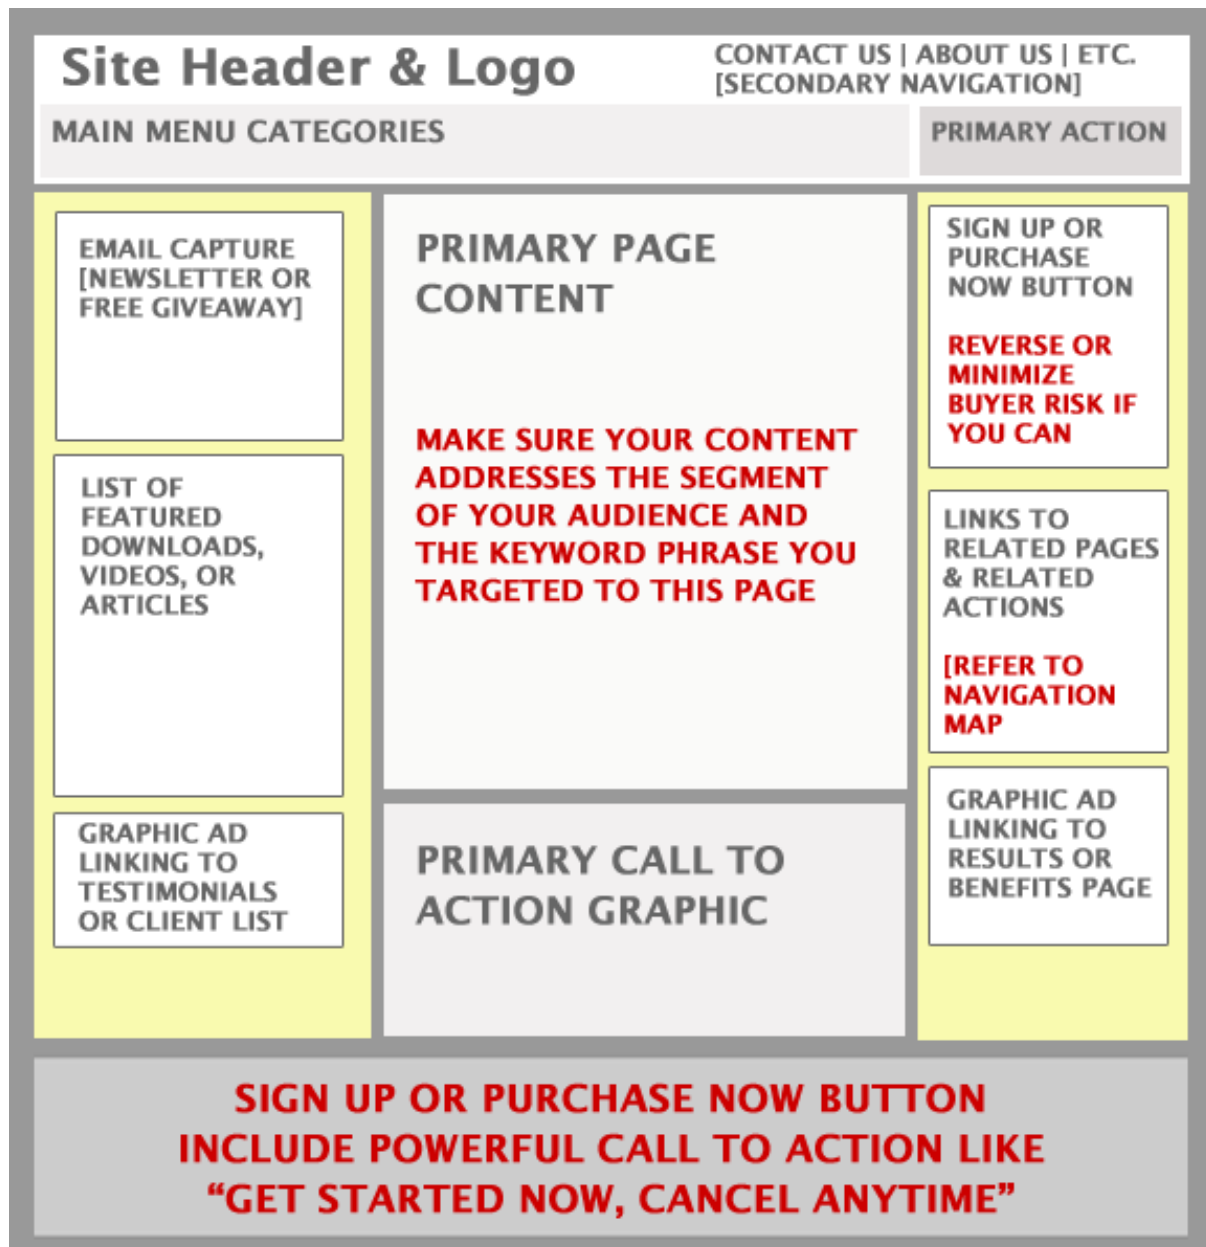 Site Header & Logo
CONTACT US | ABOUT US | ETC.
[SECONDARY NAVIGATION]
MAIN MENU CATEGORIES
PRIMARY ACTION
EMAIL CAPTURE
[NEWSLETTER OR
FREE GIVEAWAY]
LIST OF
FEATURED
DOWNLOADS,
VIDEOS, OR
ARTICLES
GRAPHIC AD
LINKING TO
TESTIMONIALS
OR CLIENT LIST
PRIMARY PAGE
CONTENT
MAKE SURE YOUR CONTENT
ADDRESSES THE SEGMENT
OF YOUR AUDIENCE AND
THE KEYWORD PHRASE YOU
TARGETED TO THIS PAGE
PRIMARY CALL TO
ACTION GRAPHIC
SIGN UP OR
PURCHASE
NOW BUTTON
REVERSE OR
MINIMIZE
BUYER RISK IF
YOU CAN
LINKS TO
RELATED PAGES
& RELATED
ACTIONS
[REFER TO
NAVIGATION
MAP
GRAPHIC AD
LINKING TO
RESULTS OR
BENEFITS PAGE
SIGN UP OR PURCHASE NOW BUTTON
INCLUDE POWERFUL CALL TO ACTION LIKE
“GET STARTED NOW, CANCEL ANYTIME”